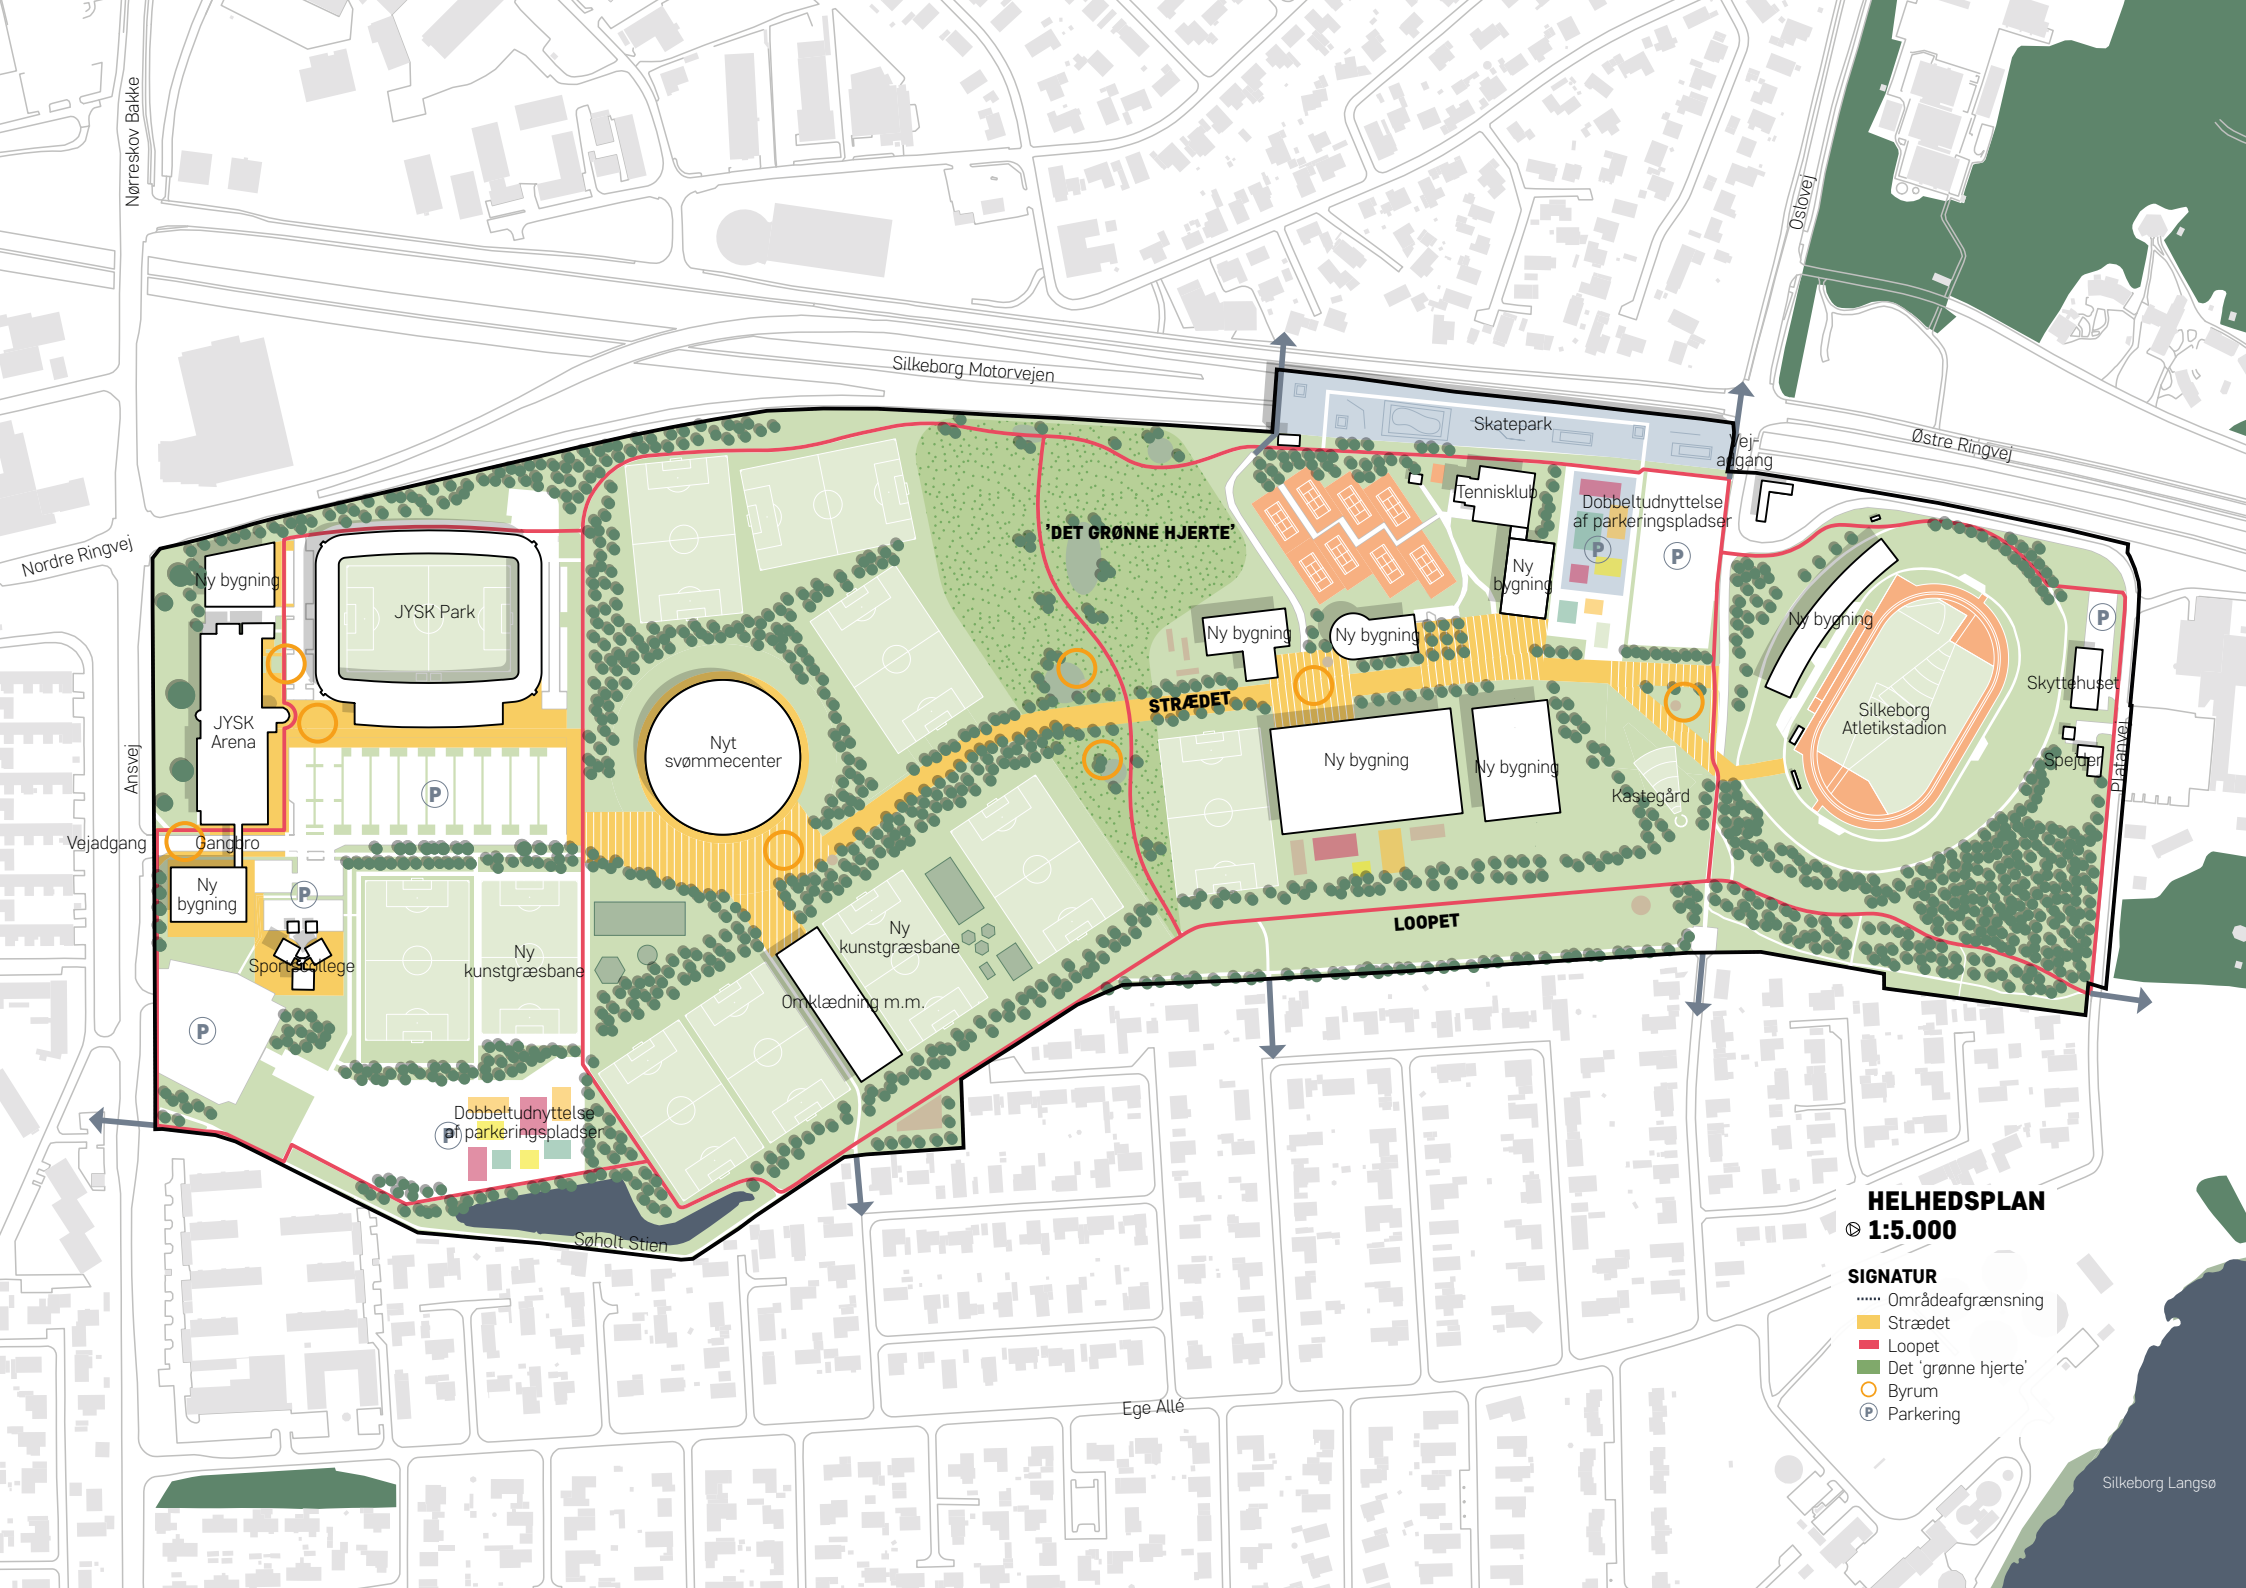 Nørreskov Bakke
Oslovej
Silkeborg Motorvejen
Østre Ringvej
Skatepark
Vej-
adgang
Tennisklub
Dobbeltudnyttelse
af parkeringspladser
P
P
'DET GRØNNE HJERTE'
Nordre Ringvej
Ny bygning
JYSK Park
Ny
bygning
Ny bygning
Ny bygning
Ny bygning
P
Skyttehuset
STRÆDET
Silkeborg
Atletikstadion
JYSK
Arena
Nyt
svømmecenter
Ny bygning
Ny bygning
Kastegård
Spejder
Platanvej
Ansvej
P
Vejadgang
Gangbro
Ny
bygning
P
Sportscollege
Ny
kunstgræsbane
Ny
kunstgræsbane
LOOPET
Omklædning m.m.
P
Dobbeltudnyttelse
af parkeringspladser
P
Søholt Stien
Ege Allé
HELHEDSPLAN
1:5.000
SIGNATUR
Områdeafgrænsning
Strædet
Loopet
Det 'grønne hjerte'
Byrum
P Parkering
Silkeborg Langsø